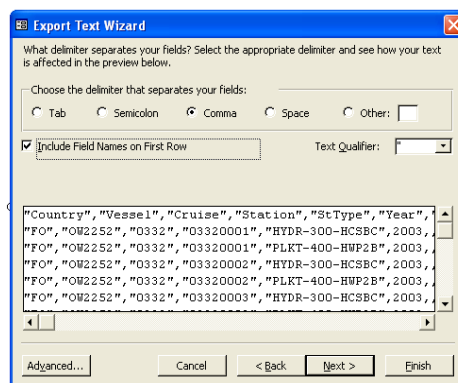 Export Text Wizard
What delimiter separates your fields? Select the appropriate delimiter and see how your text
is affected in the preview below.
Choose the delimiter that separates your fields:
Tab Semicolon Comma Space Other:
Include Field Names on First Row Text Qualifier: "
"Country","Vessel","Cruise","Station","StType","Year","
"FO","OW2252","0332","03320001","HYDR-300-HCSBC",2003,,
"FO","OW2252","0332","03320001","PLKT-400-HWP2B",2003,,
"FO","OW2252","0332","03320002","HYDR-300-HCSBC",2003,,
"FO","OW2252","0332","03320002","PLKT-400-HWP2B",2003,,
"FO","OW2252","0332","03320003","HYDR-300-HCSBC",2003,,
Advanced... Cancel < Back Next > Finish